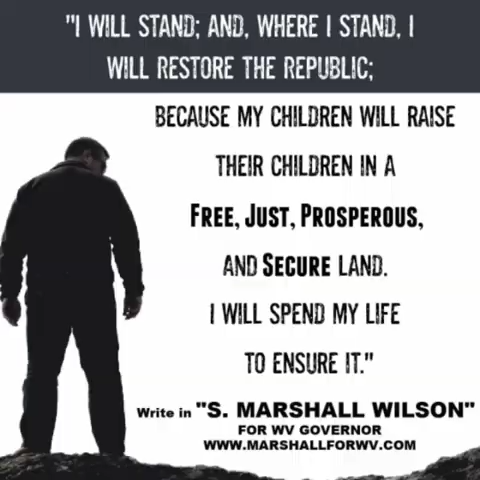 "I WILL STAND; AND, WHERE I STAND, I
WILL RESTORE THE REPUBLIC;
BECAUSE MY CHILDREN WILL RAISE
THEIR CHILDREN IN A
FREE, JUST, PROSPEROUS,
AND SECURE LAND.
I WILL SPEND MY LIFE
TO ENSURE IT."
Write in "S. MARSHALL WILSON"
FOR WV GOVERNOR
WWW.MARSHALLFORWV.COM